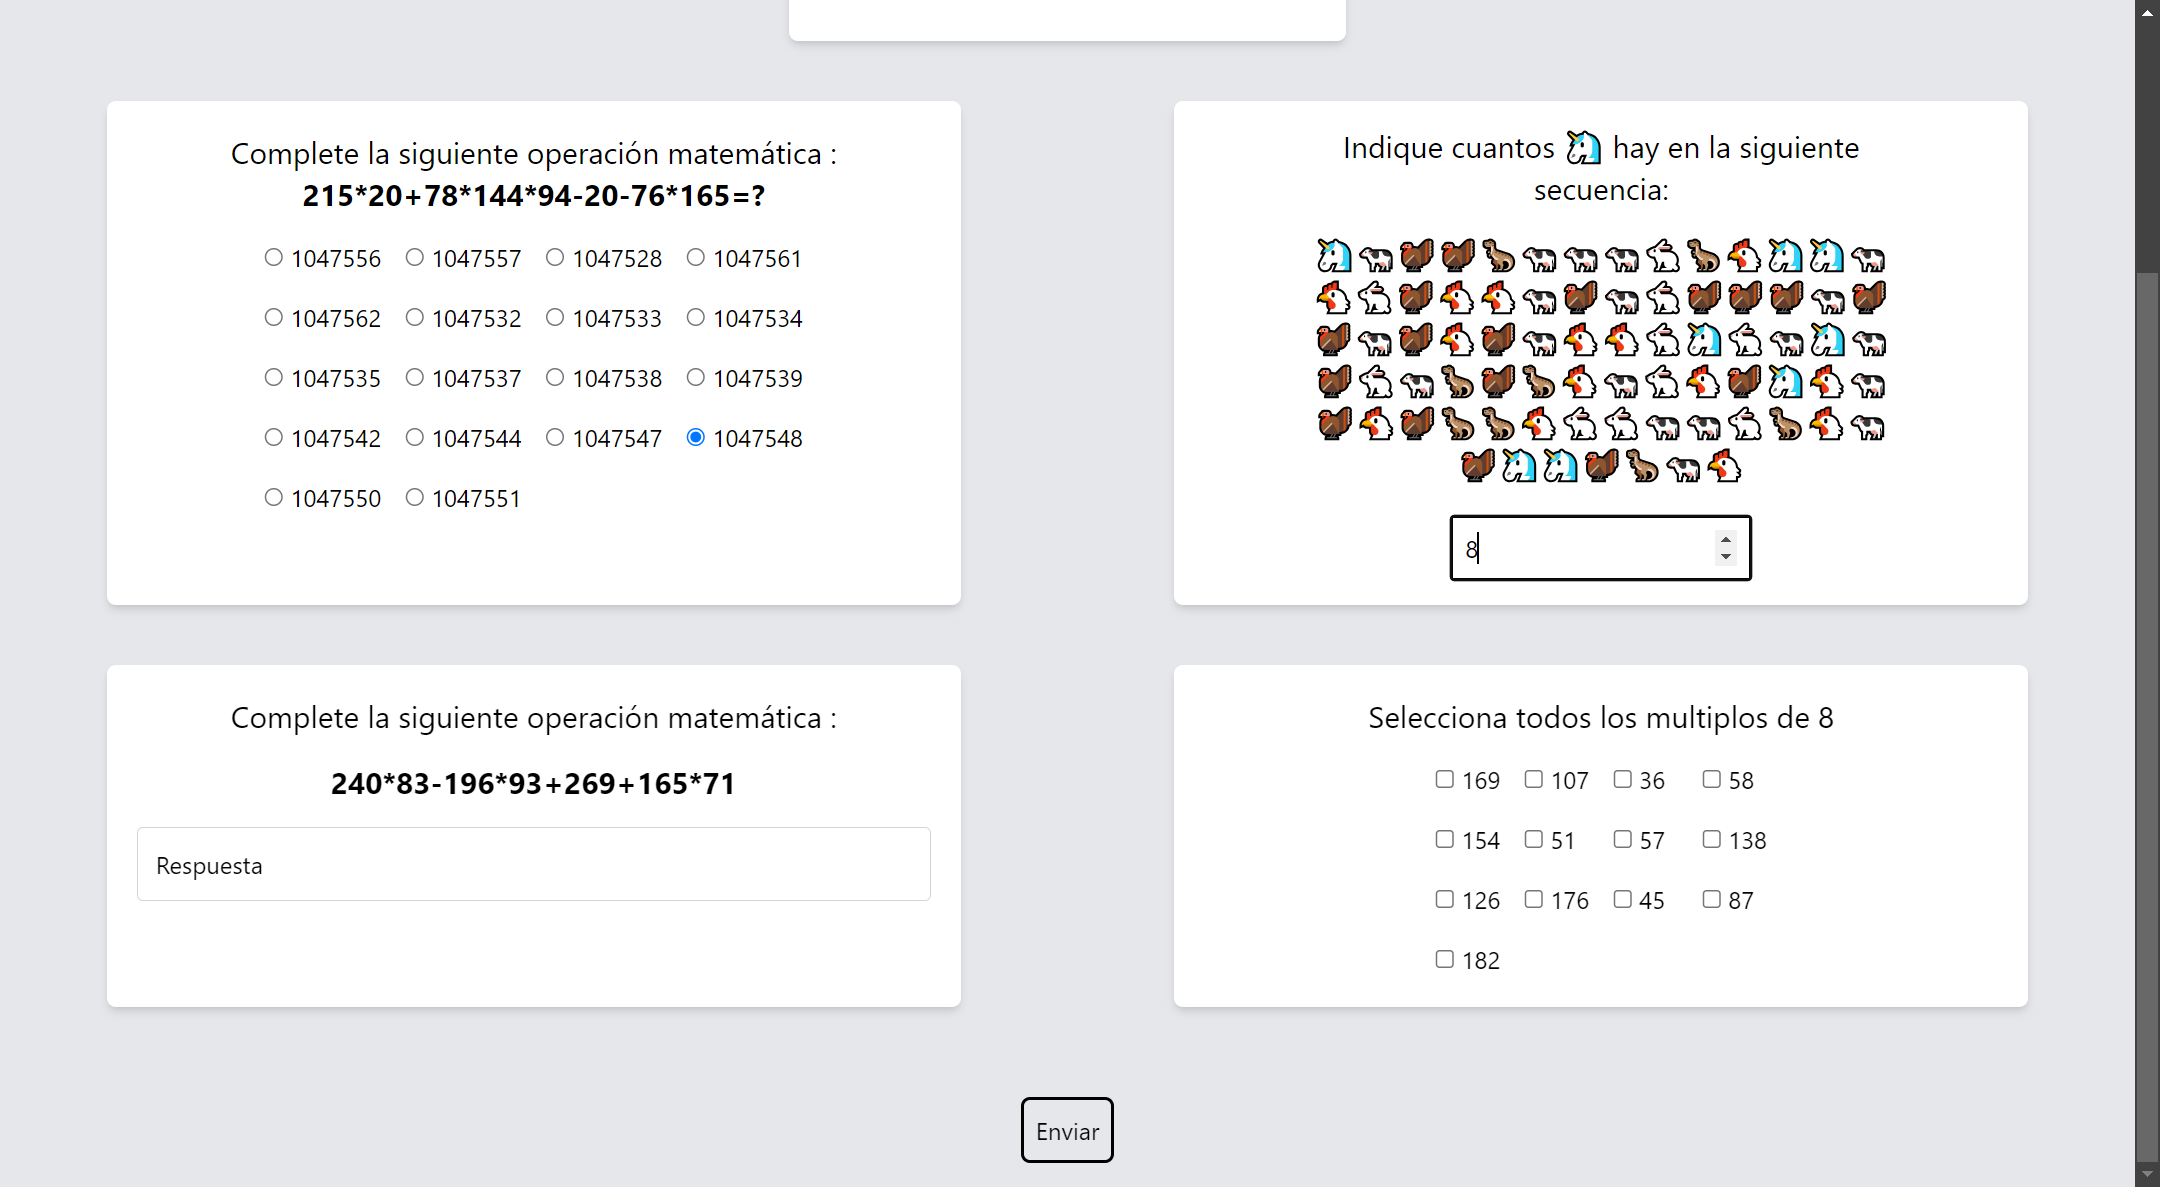 Complete la siguiente operación matemática :
215*20+78*144*94-20-76*165=?
1047556 1047557 1047528 1047561
1047562 1047532 1047533 1047534
1047535 1047537 1047538 1047539
1047542 1047544 1047547 1047548
1047550 1047551
Indique cuantos 🦄 hay en la siguiente
secuencia:
8
Complete la siguiente operación matemática :
240*83-196*93+269+165*71
Respuesta
Selecciona todos los multiplos de 8
169 107 36 58
154 51 57 138
126 176 45 87
182
Enviar